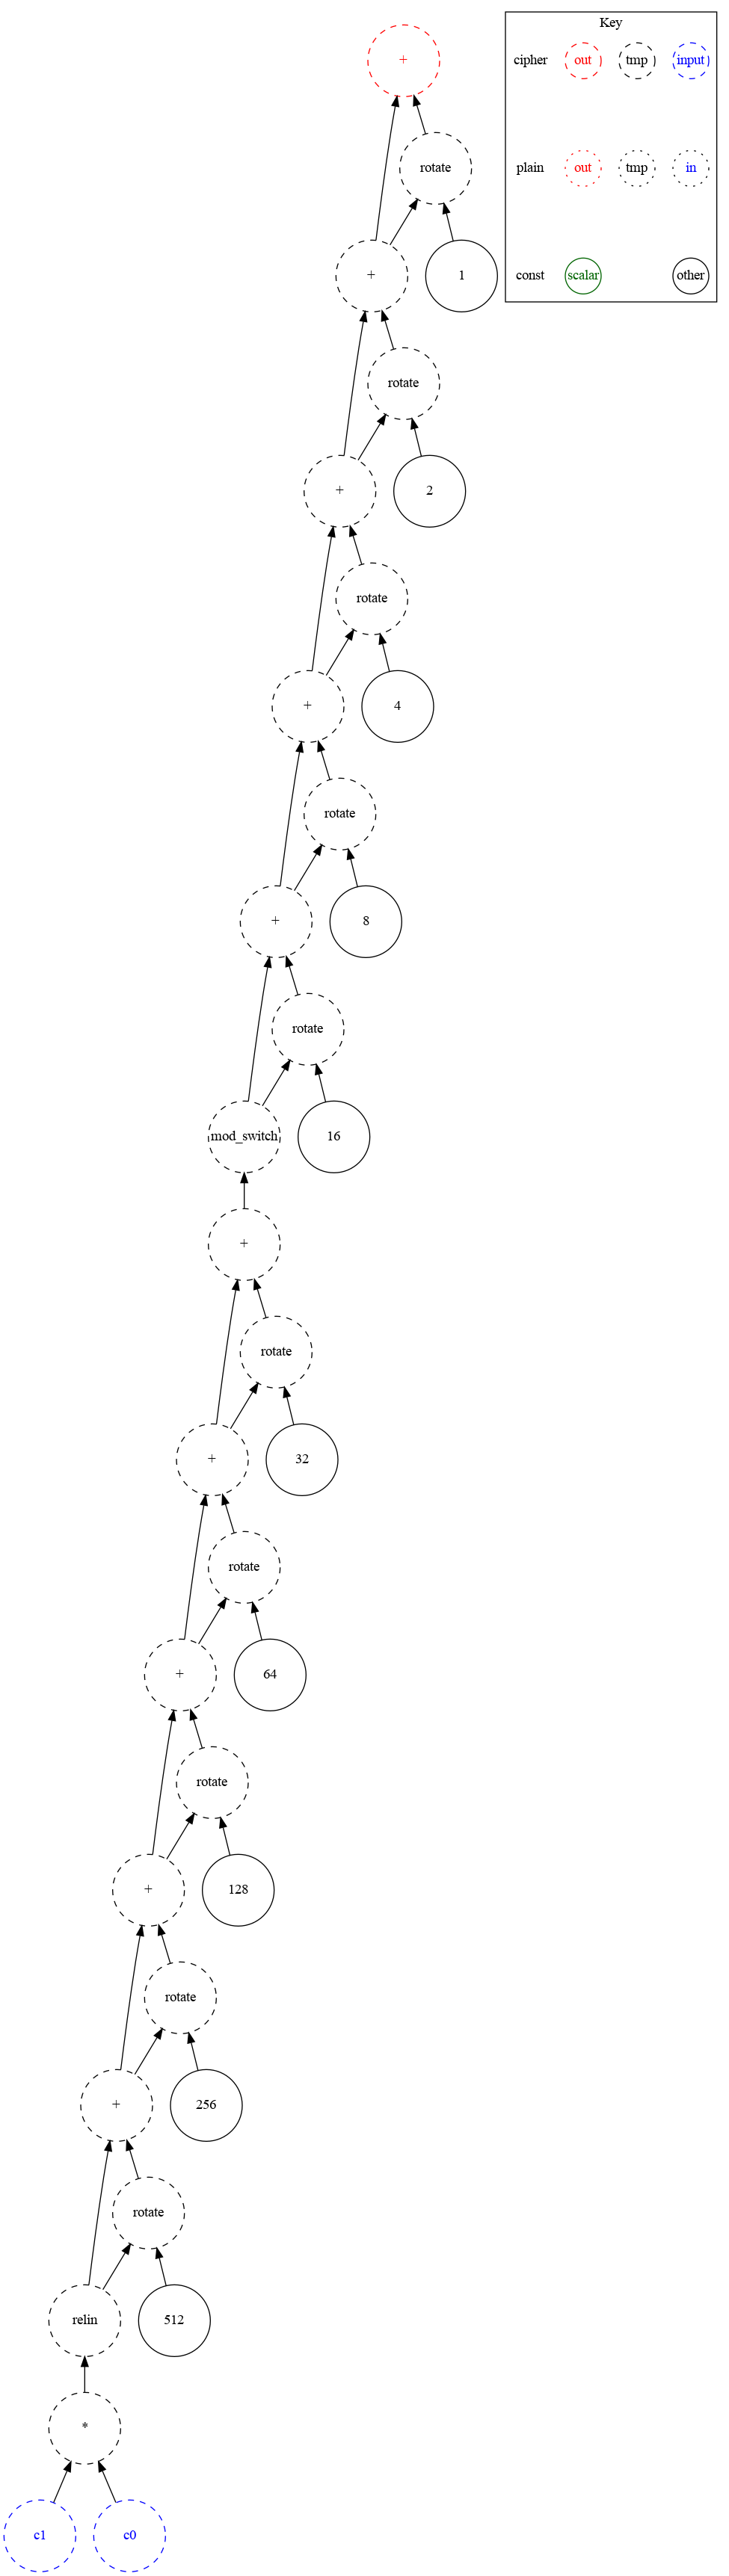 Key
cipher out tmp input
plain out tmp in
const scalar other
+
rotate
+ 1
rotate
+ 2
rotate
+ 4
rotate
+ 8
rotate
mod_switch 16
+
rotate
+ 32
rotate
+ 64
rotate
+ 128
rotate
+ 256
rotate
relin 512
*
c1 c0